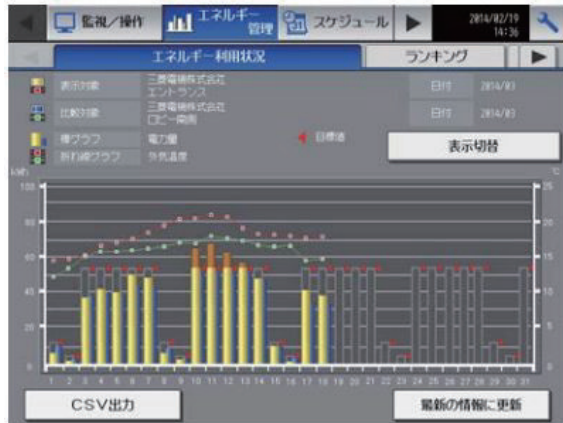 監視／操作
エネルギー
管理
スケジュール
2014/02/19
14:36
エネルギー利用状況
ランキング
表示対象
三菱電機株式会社
エントランス
日付 2014/03
比較対象
三菱電機株式会社
ロビー南側
日付 2014/03
棒グラフ 電力量 目標値
折れ線グラフ 外気温度
表示切替
kWh
℃
100 80 60 40 20 0
25 20 15 10 5 0
1 2 3 4 5 6 7 8 9 10 11 12 13 14 15 16 17 18 19 20 21 22 23 24 25 26 27 28 29 30 31
CSV出力
最新の情報に更新